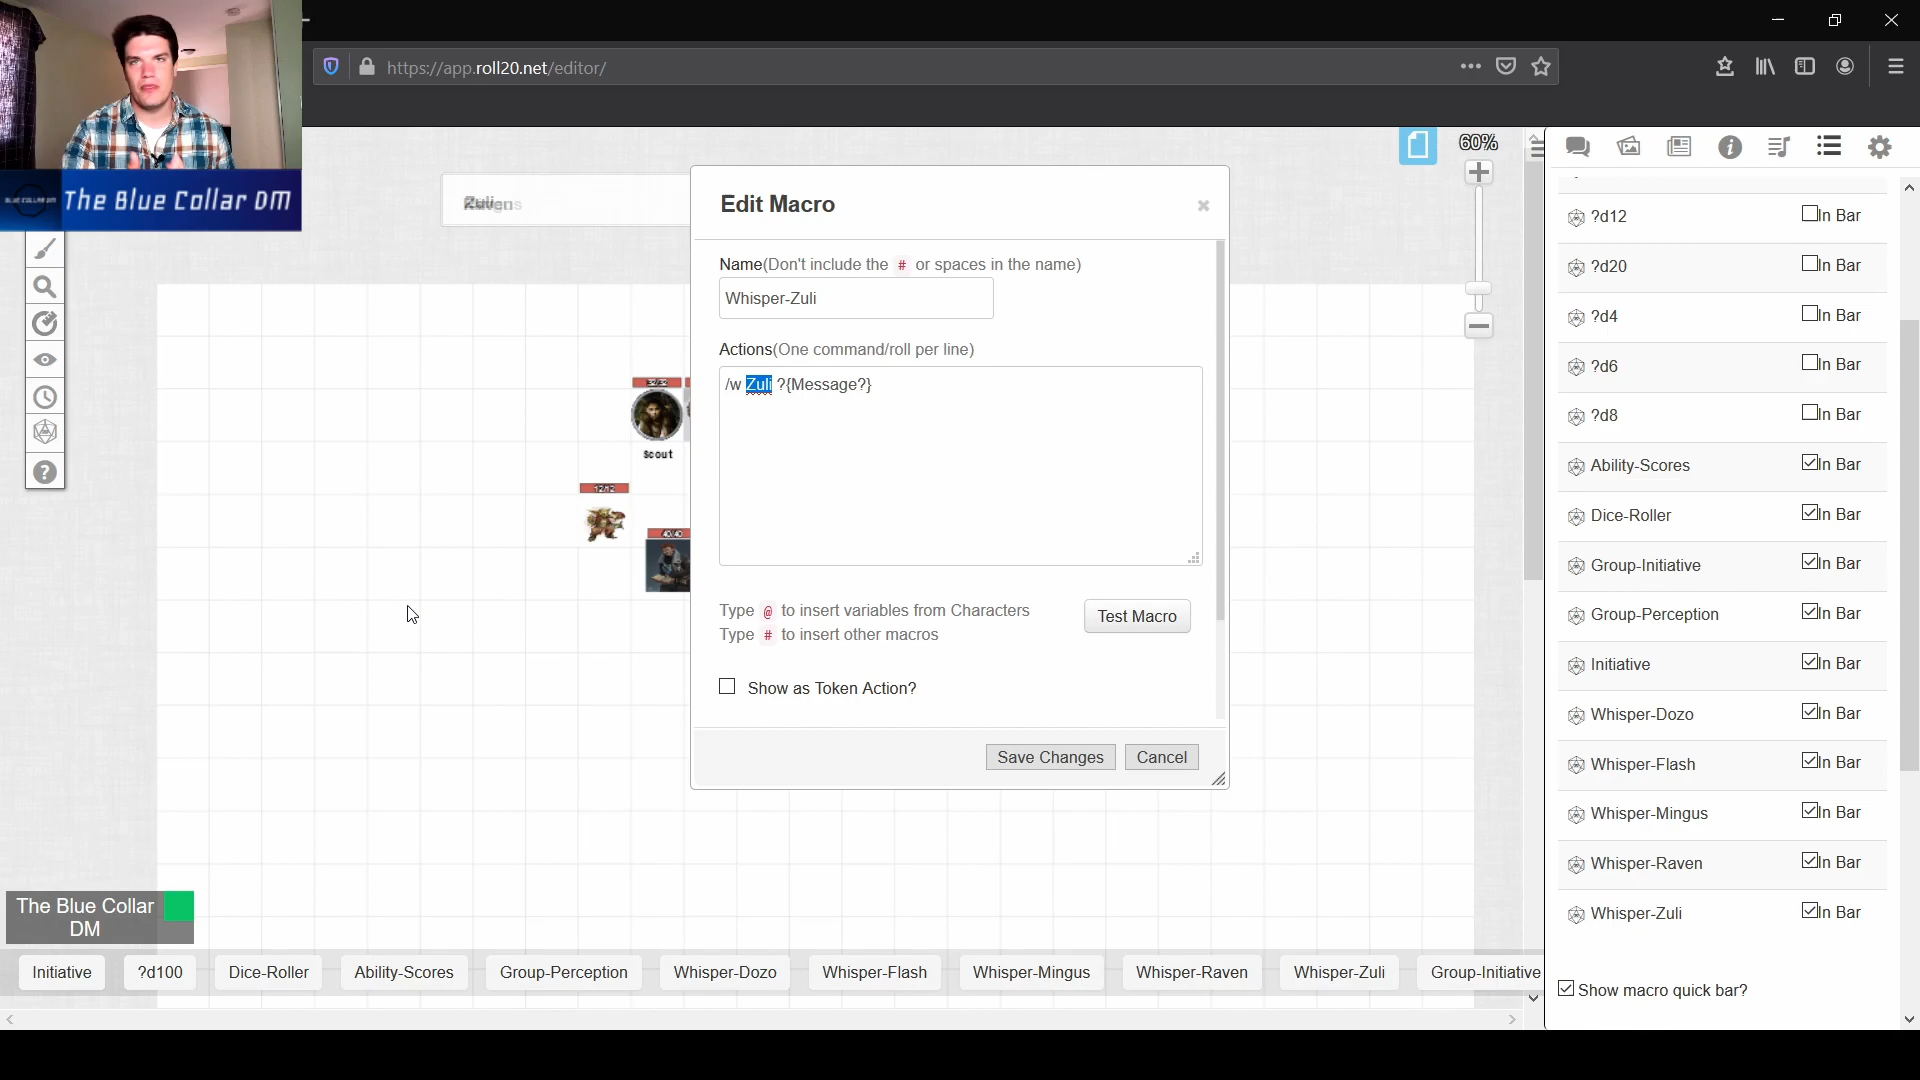 https://app.roll20.net/editor/
The Blue Collar DM
60%
Edit Macro
Name(Don't include the # or spaces in the name)
Whisper-Zuli
Actions(One command/roll per line)
/w Zuli ?{Message?}
Type @ to insert variables from Characters
Type # to insert other macros
Test Macro
Show as Token Action?
Save Changes
Cancel
32/32
Scout
12/12
40/40
?d12 In Bar
?d20 In Bar
?d4 In Bar
?d6 In Bar
?d8 In Bar
Ability-Scores In Bar
Dice-Roller In Bar
Group-Initiative In Bar
Group-Perception In Bar
Initiative In Bar
Whisper-Dozo In Bar
Whisper-Flash In Bar
Whisper-Mingus In Bar
Whisper-Raven In Bar
Whisper-Zuli In Bar
Show macro quick bar?
The Blue Collar
DM
Initiative ?d100 Dice-Roller Ability-Scores Group-Perception Whisper-Dozo Whisper-Flash Whisper-Mingus Whisper-Raven Whisper-Zuli Group-Initiative